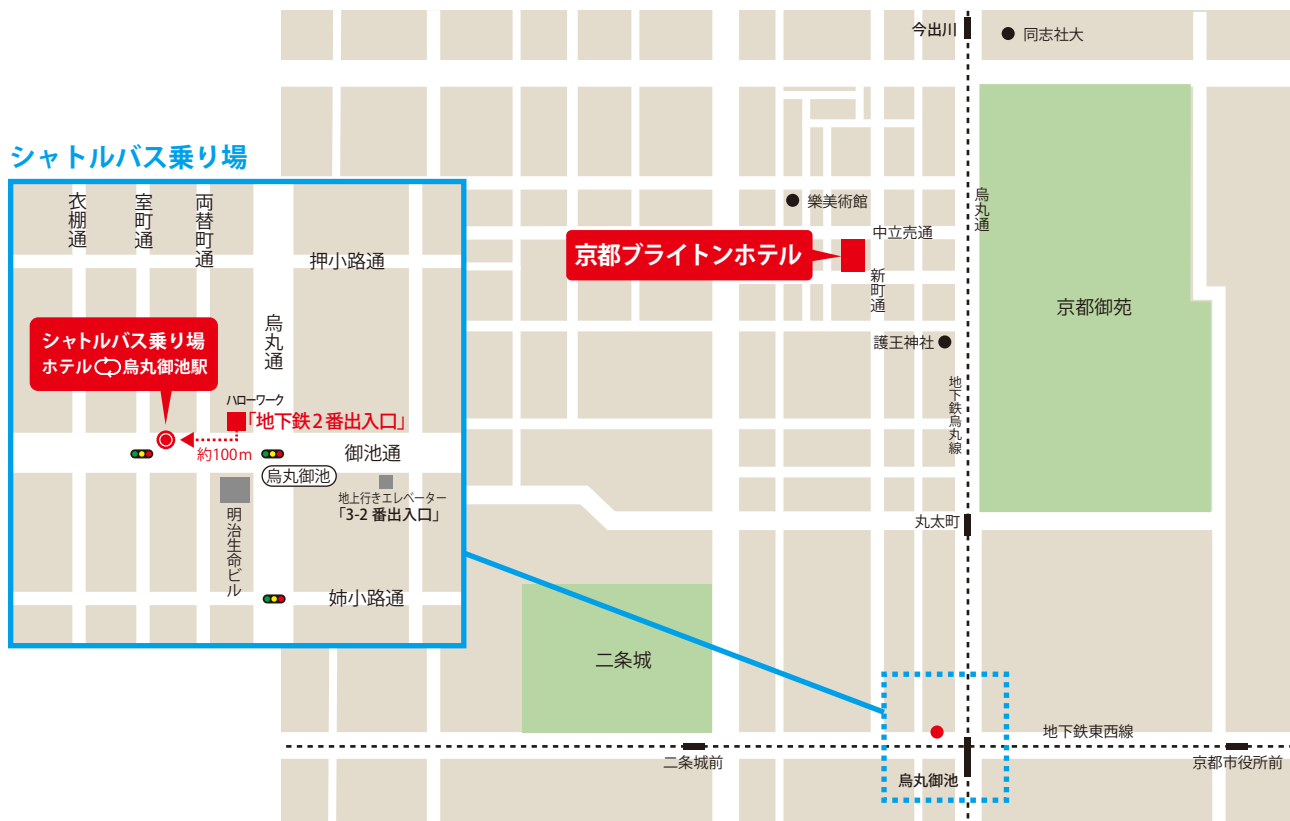 今出川
同志社大
シャトルバス乗り場
衣棚通
室町通
両替町通
押小路通
烏丸通
シャトルバス乗り場
ホテル 烏丸御池駅
ハローワーク
「地下鉄2番出入口」
約100m
御池通
烏丸御池
地上行きエレベーター
「3-2 番出入口」
明治生命ビル
姉小路通
樂美術館
烏丸通
中立売通
京都ブライトンホテル
新町通
京都御苑
護王神社
地下鉄烏丸線
丸太町
二条城
地下鉄東西線
二条城前
烏丸御池
京都市役所前